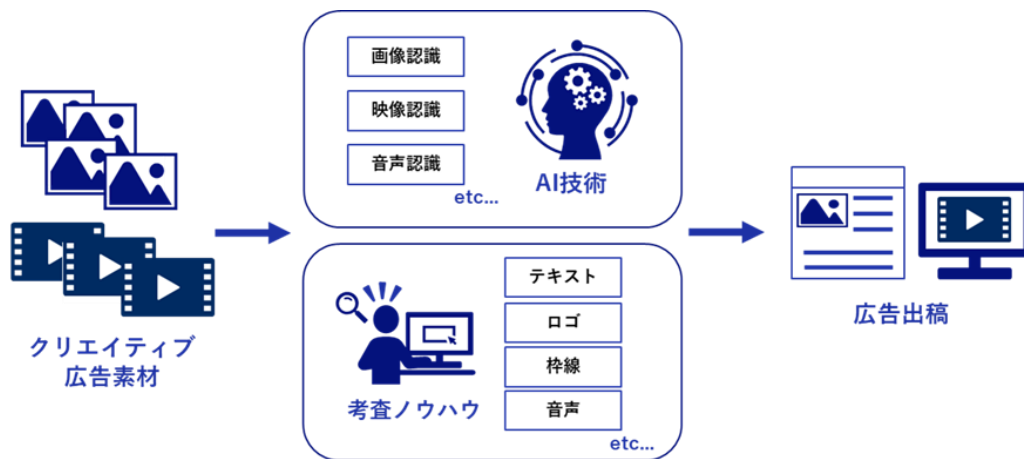 クリエイティブ
広告素材
画像認識
映像認識
音声認識
etc...
AI技術
考査ノウハウ
テキスト
ロゴ
枠線
音声
etc...
広告出稿